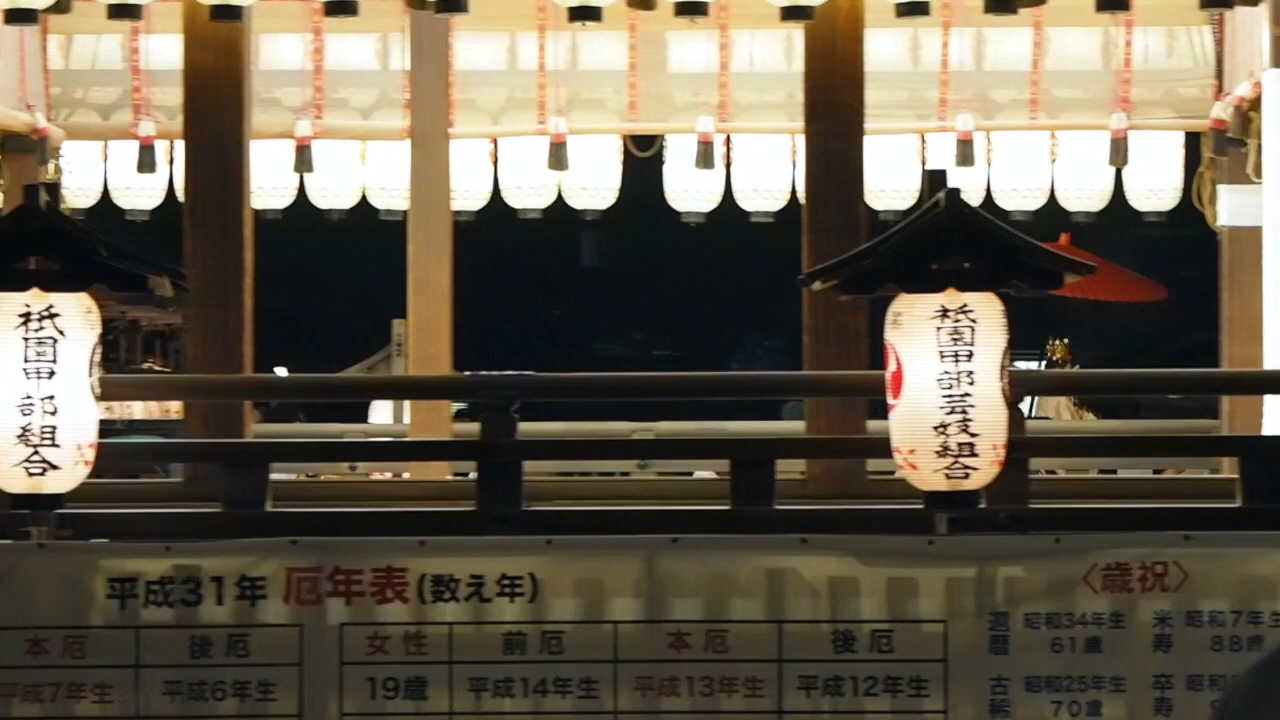 祇園甲部組合
祇園甲部芸妓組合
平成31年 厄年表(数え年)
本厄 後厄
平成7年生 平成6年生
女性 前厄 本厄 後厄
19歳 平成14年生 平成13年生 平成12年生
〈歳祝〉
還暦 昭和34年生 61歳
米寿 昭和7年生 88歳
古稀 昭和25年生 70歳
卒寿 昭和